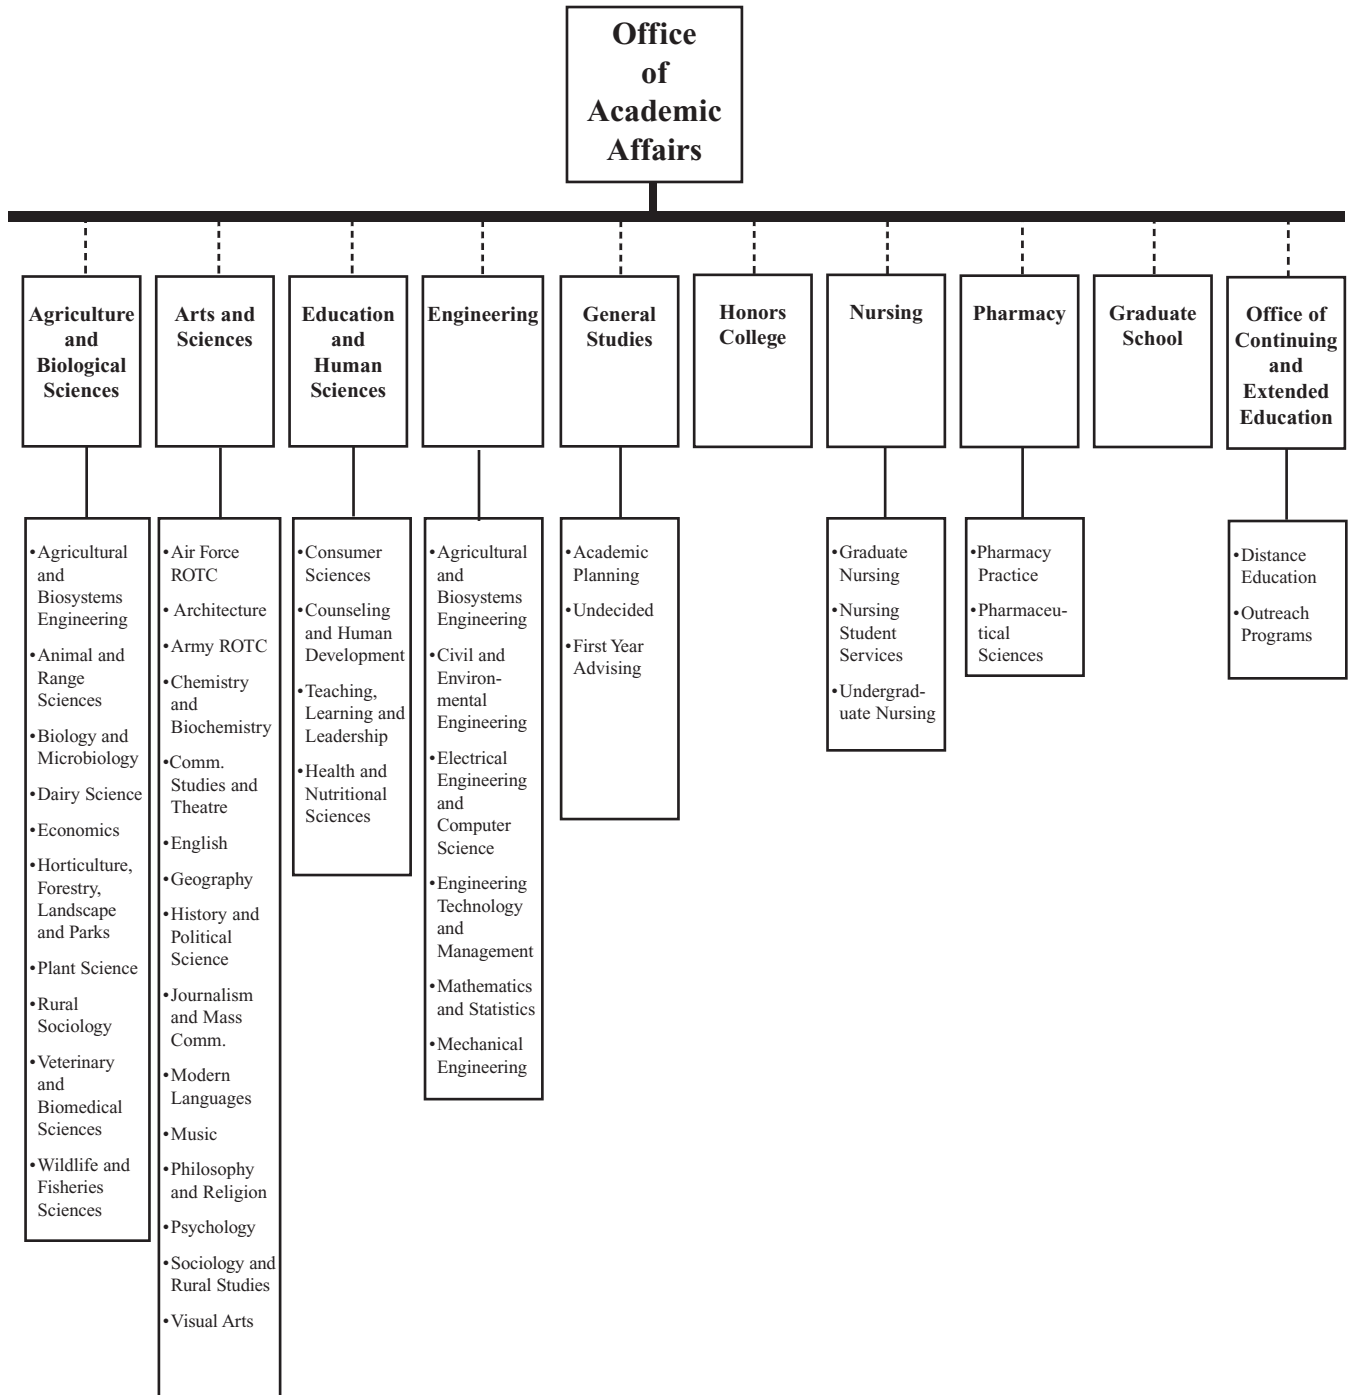 Office
of
Academic
Affairs
Agriculture
and
Biological
Sciences
Arts and
Sciences
Education
and
Human
Sciences
Engineering
General
Studies
Honors
College
Nursing
Pharmacy
Graduate
School
Office of
Continuing
and
Extended
Education
•Agricultural
and
Biosystems
Engineering
•Animal and
Range
Sciences
•Biology and
Microbiology
•Dairy Science
•Economics
•Horticulture,
Forestry,
Landscape
and Parks
•Plant Science
•Rural
Sociology
•Veterinary
and
Biomedical
Sciences
•Wildlife and
Fisheries
Sciences
•Air Force
ROTC
• Architecture
•Army ROTC
•Chemistry
and
Biochemistry
•Comm.
Studies and
Theatre
•English
•Geography
•History and
Political
Science
•Journalism
and Mass
Comm.
•Modern
Languages
•Music
•Philosophy
and Religion
•Psychology
•Sociology and
Rural Studies
•Visual Arts
•Consumer
Sciences
•Counseling
and Human
Development
•Teaching,
Learning and
Leadership
•Health and
Nutritional
Sciences
•Agricultural
and
Biosystems
Engineering
•Civil and
Environ-
mental
Engineering
•Electrical
Engineering
and
Computer
Science
•Engineering
Technology
and
Management
•Mathematics
and Statistics
•Mechanical
Engineering
•Academic
Planning
•Undecided
•First Year
Advising
•Graduate
Nursing
•Nursing
Student
Services
•Undergrad-
uate Nursing
•Pharmacy
Practice
•Pharmaceu-
tical
Sciences
•Distance
Education
•Outreach
Programs